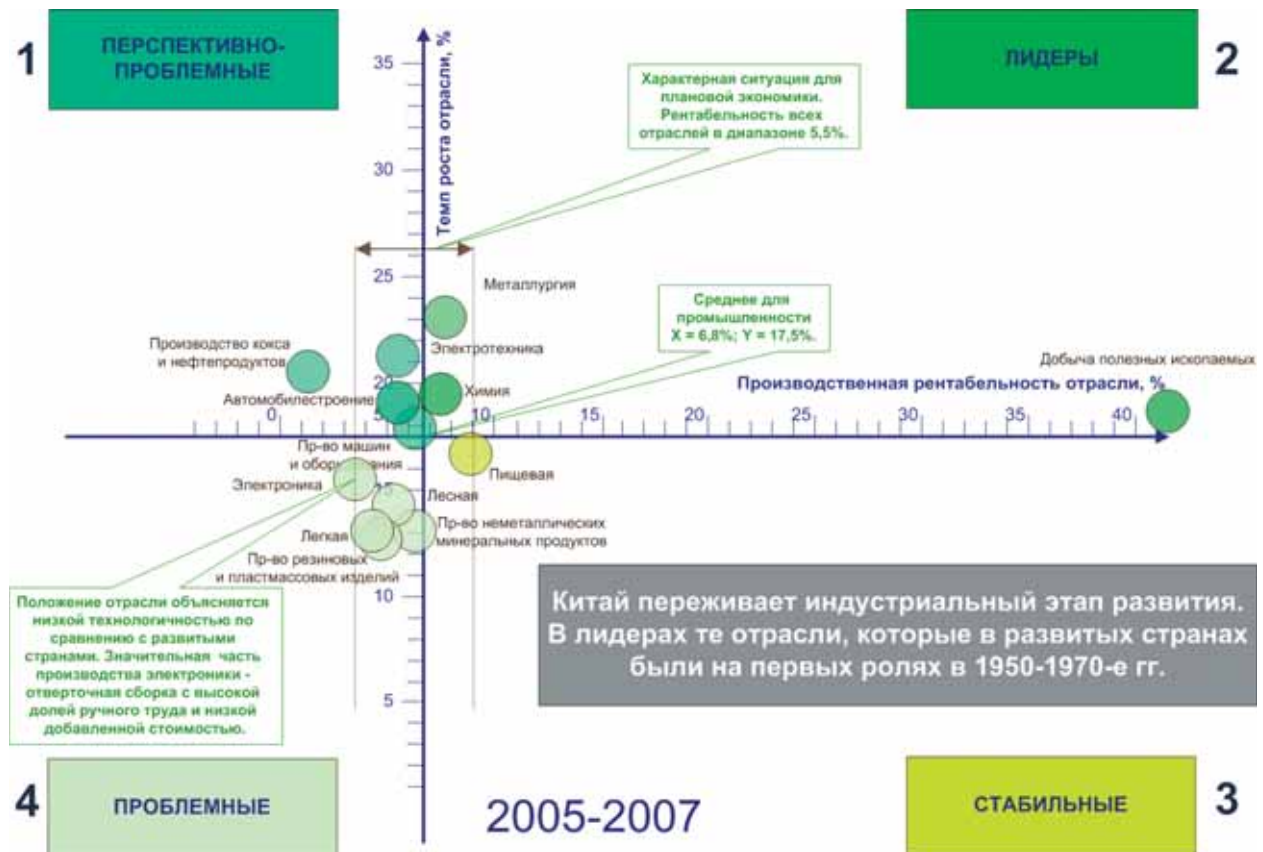 1
ПЕРСПЕКТИВНО-
ПРОБЛЕМНЫЕ
ЛИДЕРЫ
2
Темп роста отрасли, %
35
30
25
20
15
10
5
Характерная ситуация для
плановой экономики.
Рентабельность всех
отраслей в диапазоне 5,5%.
Металлургия
Среднее для
промышленности
X = 6,8%; Y = 17,5%.
Производство кокса
и нефтепродуктов
Электротехника
Добыча полезных ископаемых
Автомобилестроение
Химия
Производственная рентабельность отрасли, %
0
5
10
15
20
25
30
35
40
Пр-во машин
и оборудования
Пищевая
Электроника
Лесная
Легкая
Пр-во неметаллических
минеральных продуктов
Пр-во резиновых
и пластмассовых изделий
Положение отрасли объясняется
низкой технологичностью по
сравнению с развитыми
странами. Значительная часть
производства электроники -
отверточная сборка с высокой
долей ручного труда и низкой
добавленной стоимостью.
Китай переживает индустриальный этап развития.
В лидерах те отрасли, которые в развитых странах
были на первых ролях в 1950-1970-е гг.
4
ПРОБЛЕМНЫЕ
2005-2007
СТАБИЛЬНЫЕ
3